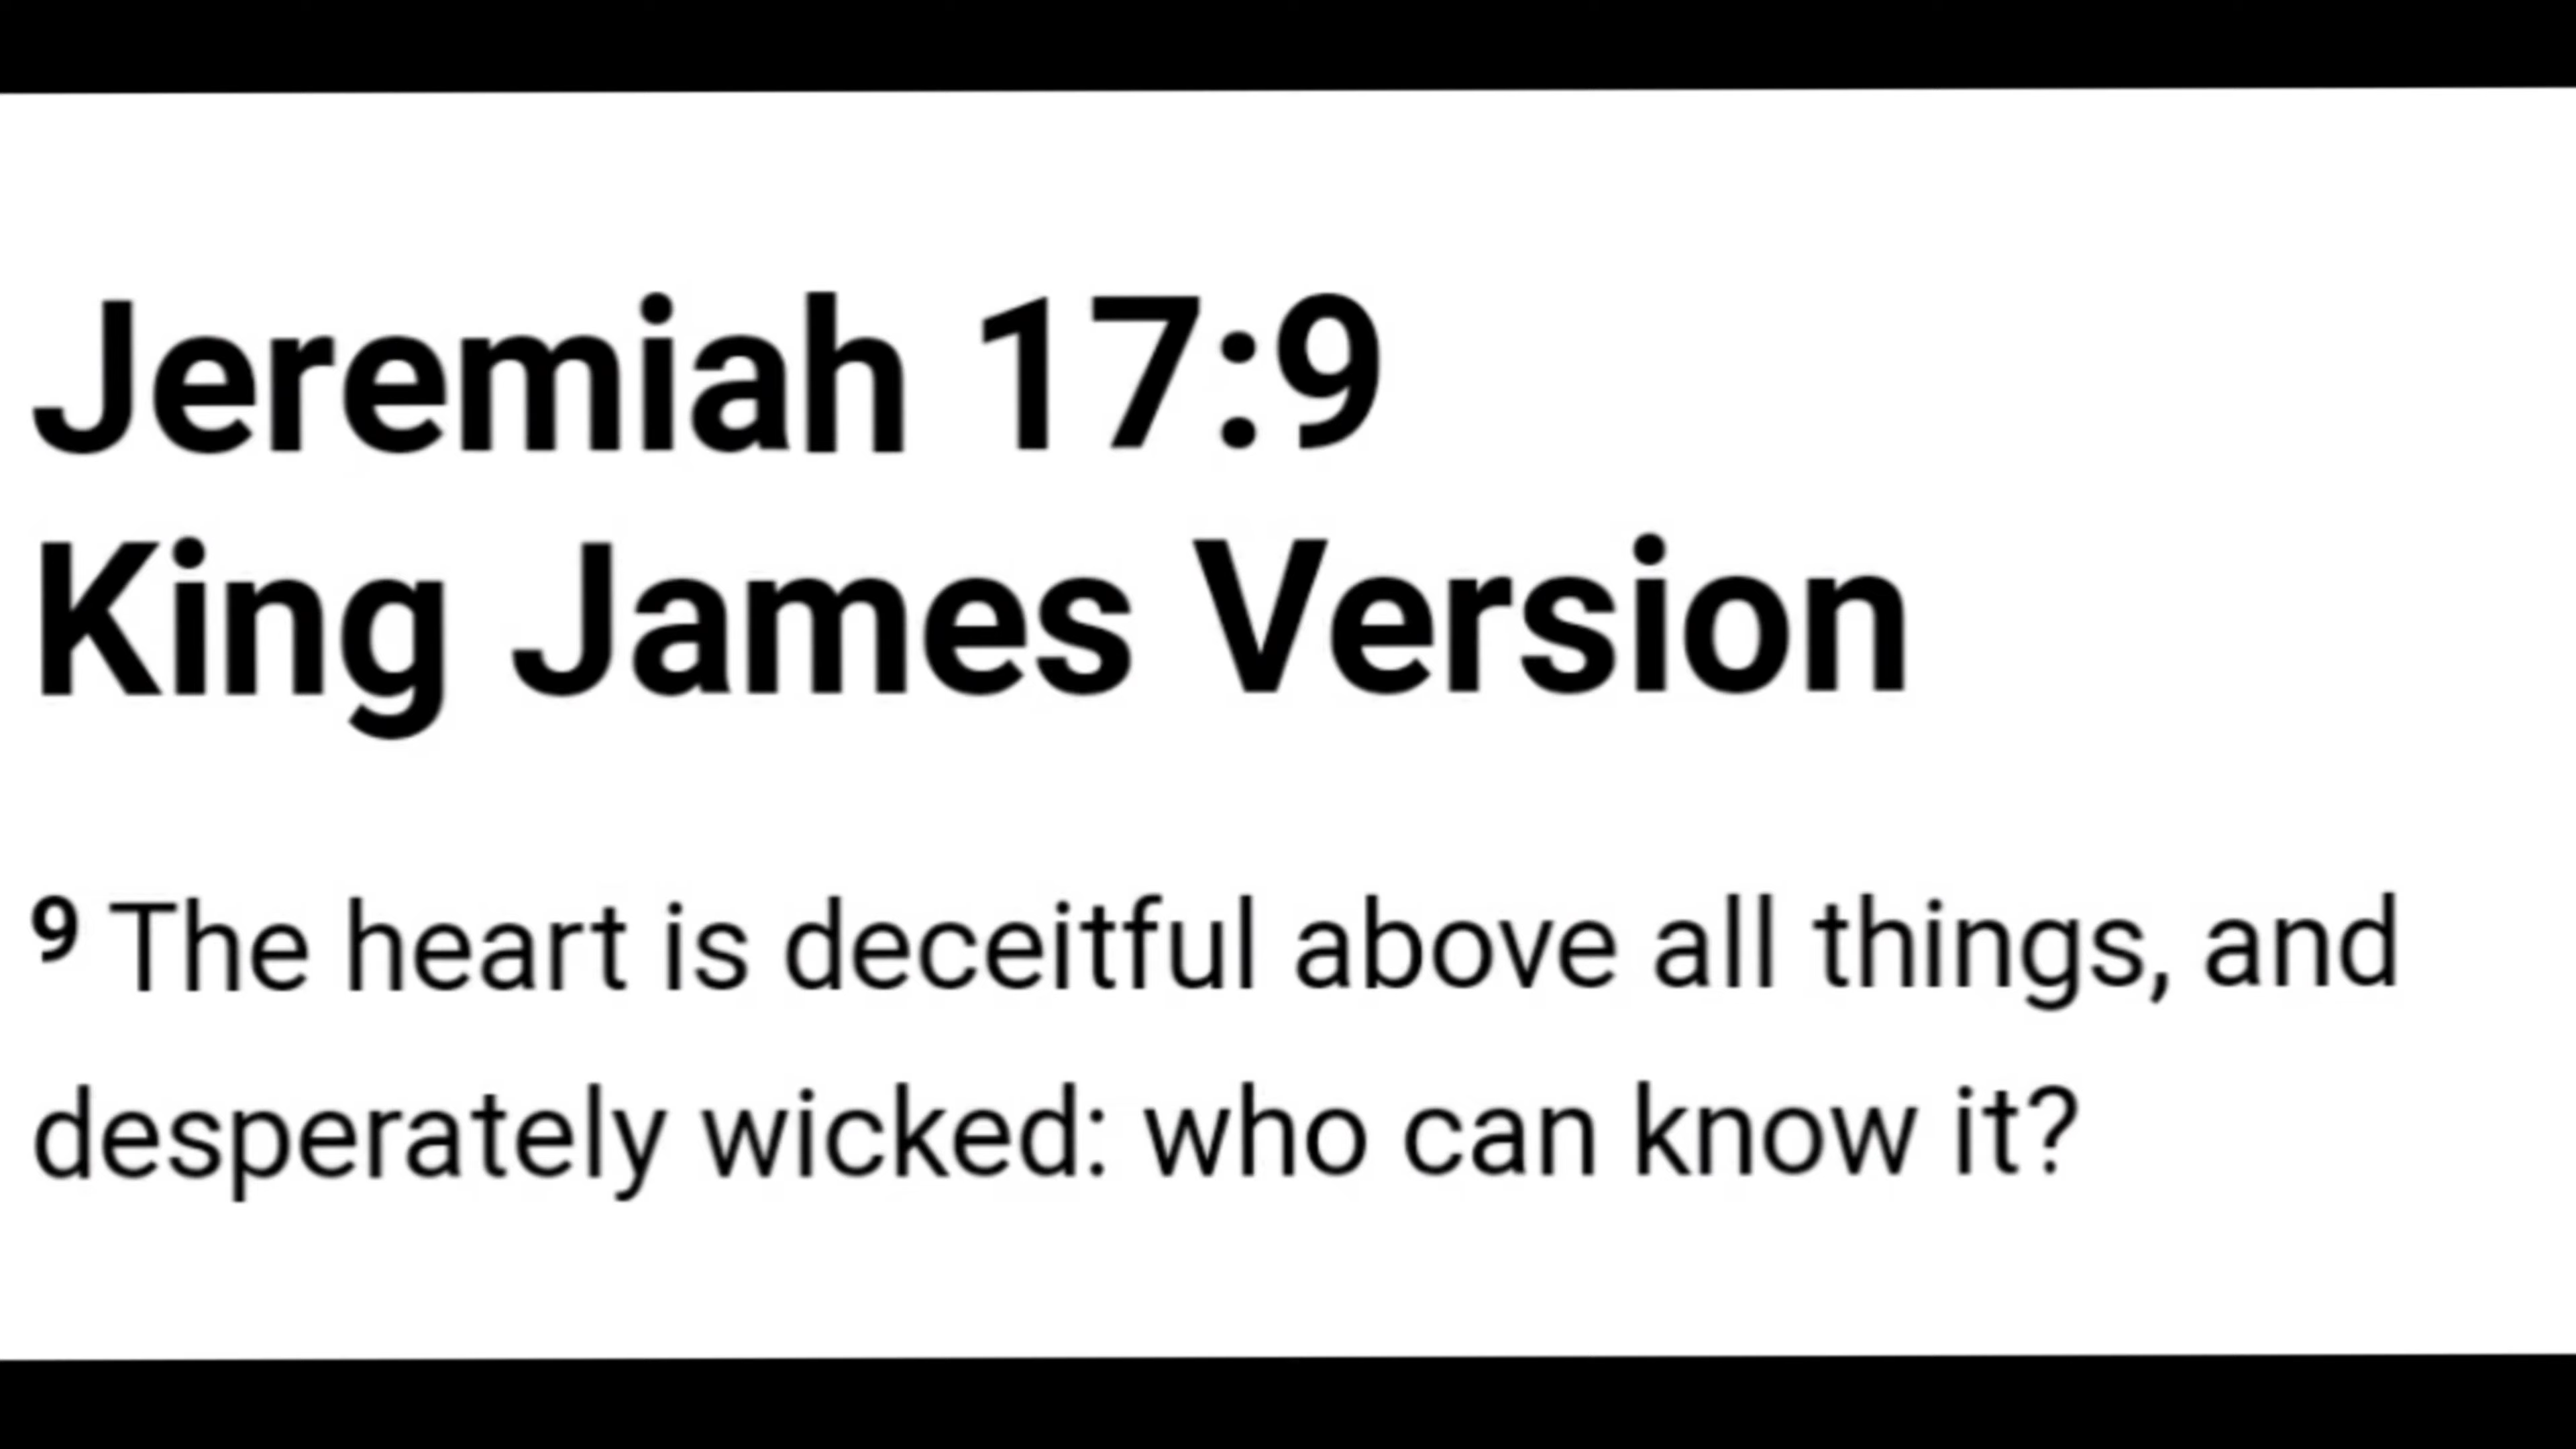 Jeremiah 17:9
King James Version
9 The heart is deceitful above all things, and
desperately wicked: who can know it?